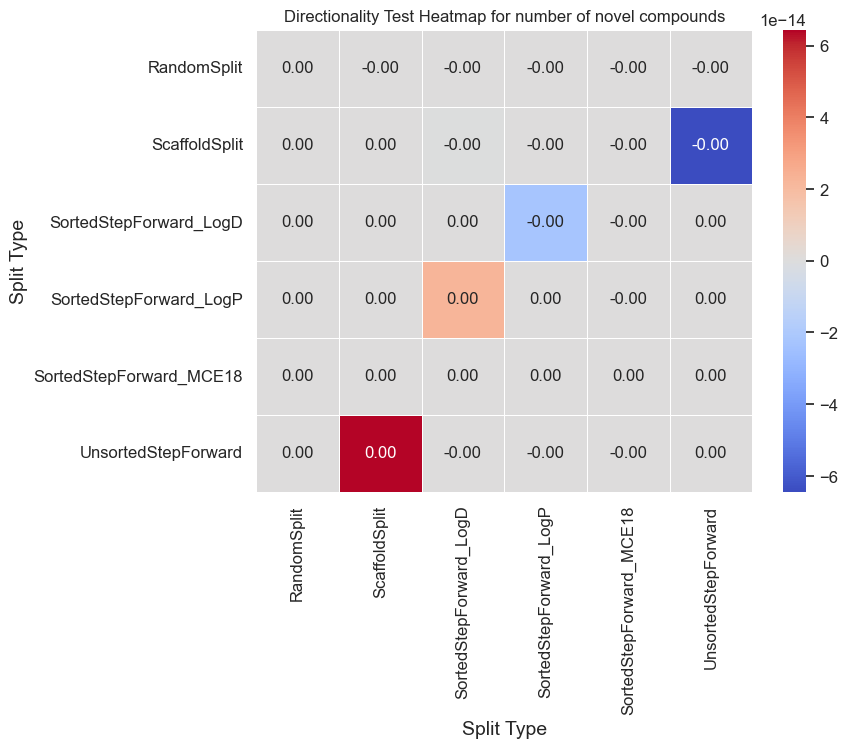 Directionality Test Heatmap for number of novel compounds
1e−14
RandomSplit 0.00 -0.00 -0.00 -0.00 -0.00 -0.00
ScaffoldSplit 0.00 0.00 -0.00 -0.00 -0.00 -0.00
SortedStepForward_LogD 0.00 0.00 0.00 -0.00 -0.00 0.00
SortedStepForward_LogP 0.00 0.00 0.00 0.00 -0.00 0.00
SortedStepForward_MCE18 0.00 0.00 0.00 0.00 0.00 0.00
UnsortedStepForward 0.00 0.00 -0.00 -0.00 -0.00 0.00
Split Type
RandomSplit
ScaffoldSplit
SortedStepForward_LogD
SortedStepForward_LogP
SortedStepForward_MCE18
UnsortedStepForward
Split Type
6
4
2
0
−2
−4
−6